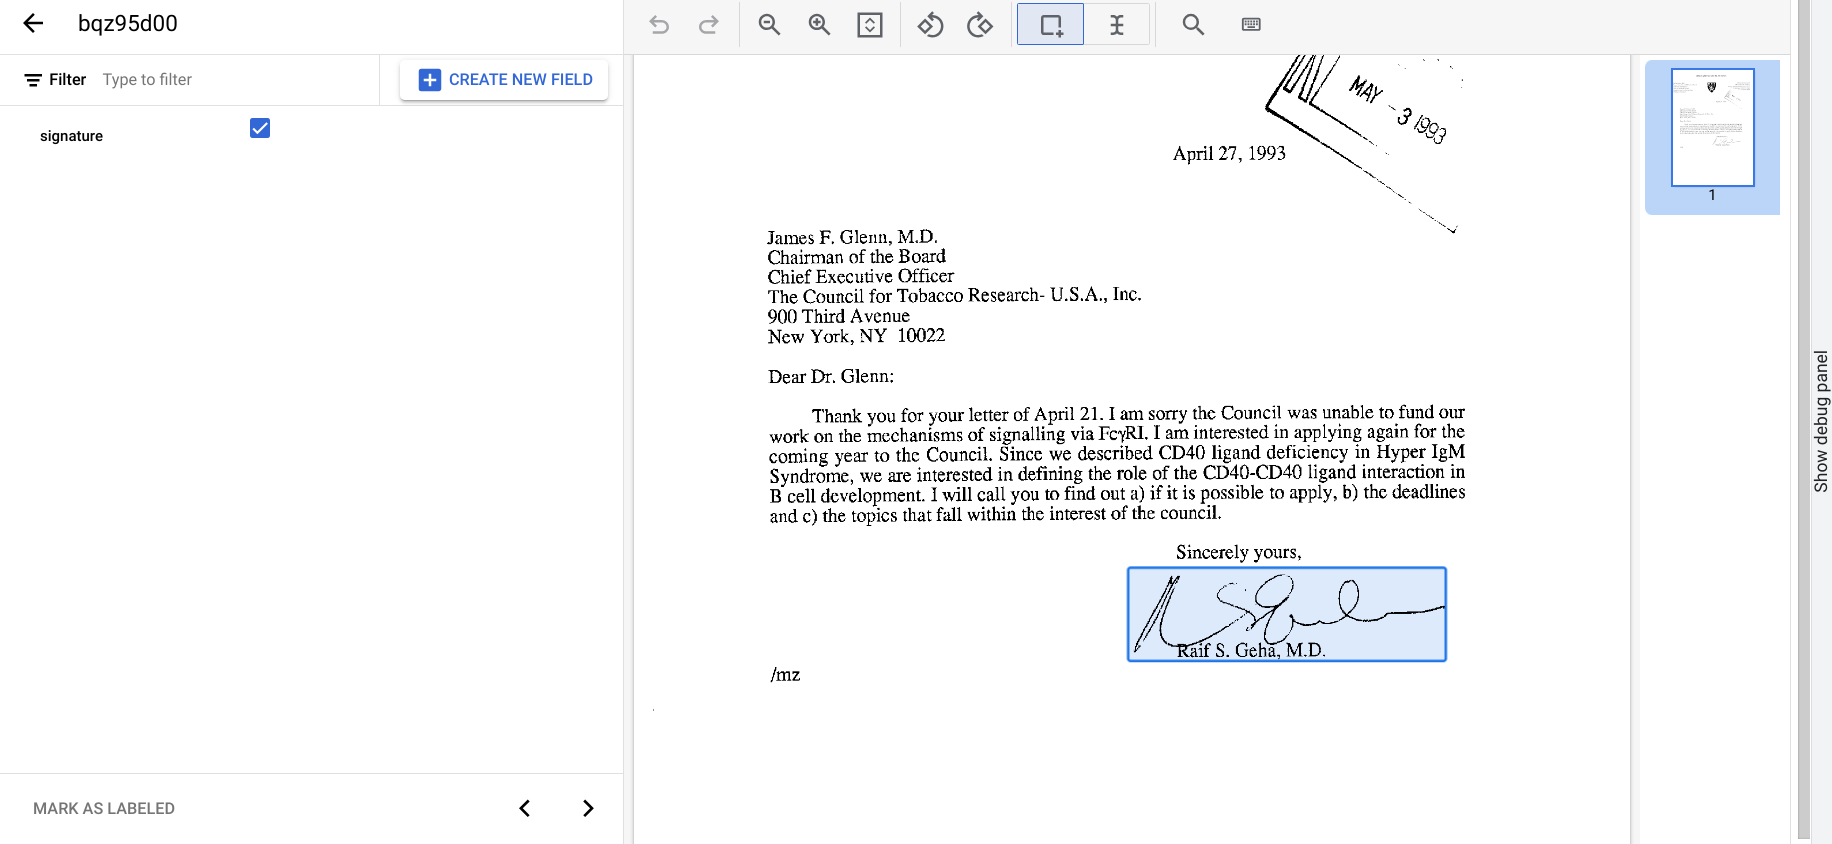 bqz95d00
Filter Type to filter
CREATE NEW FIELD
signature
MARK AS LABELED
MAY - 3 1993
April 27, 1993
James F. Glenn, M.D.
Chairman of the Board
Chief Executive Officer
The Council for Tobacco Research- U.S.A., Inc.
900 Third Avenue
New York, NY 10022
Dear Dr. Glenn:
Thank you for your letter of April 21. I am sorry the Council was unable to fund our
work on the mechanisms of signalling via FcγRI. I am interested in applying again for the
coming year to the Council. Since we described CD40 ligand deficiency in Hyper IgM
Syndrome, we are interested in defining the role of the CD40-CD40 ligand interaction in
B cell development. I will call you to find out a) if it is possible to apply, b) the deadlines
and c) the topics that fall within the interest of the council.
Sincerely yours,
Raif S. Geha, M.D.
/mz
1
Show debug panel